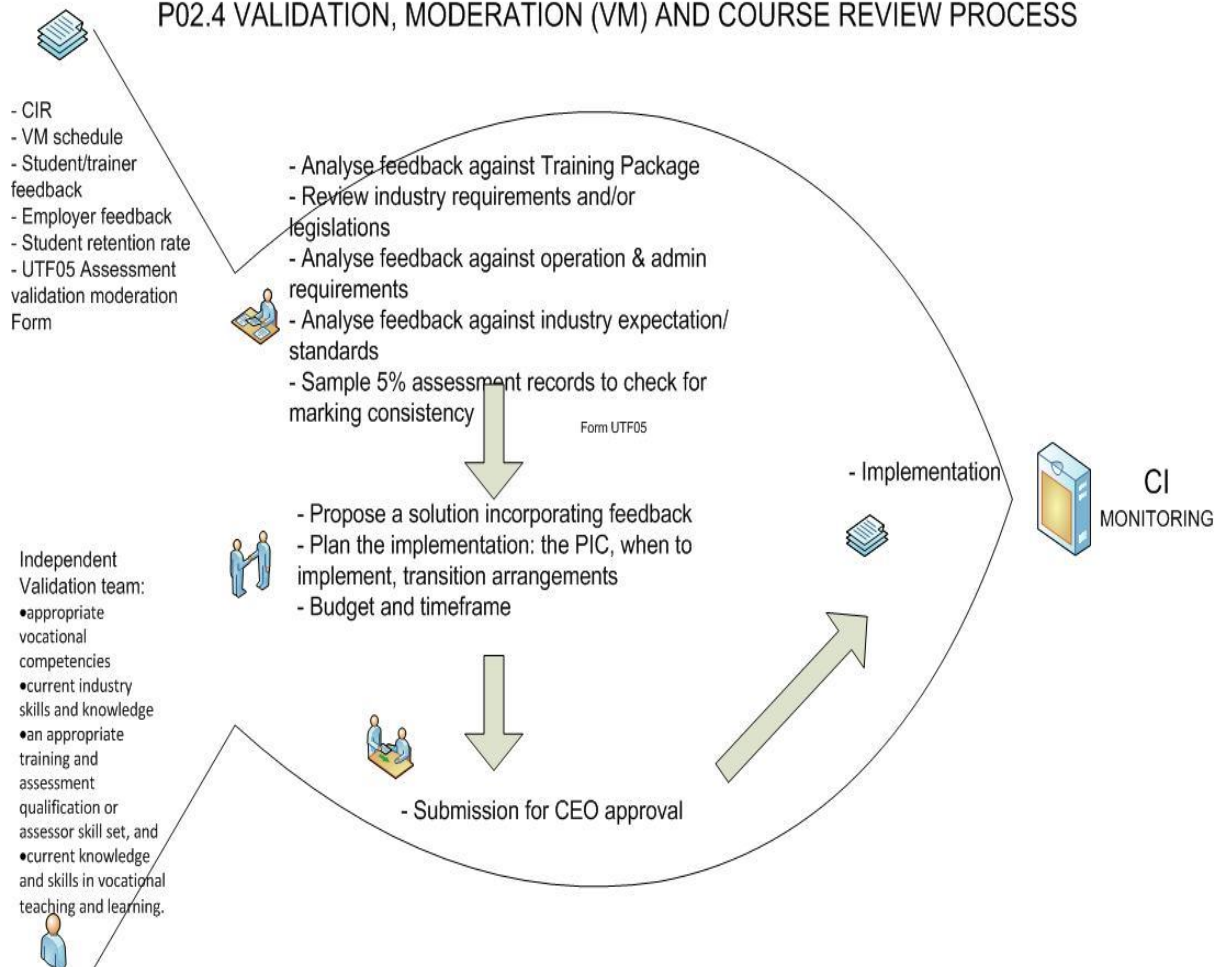 P02.4 VALIDATION, MODERATION (VM) AND COURSE REVIEW PROCESS
- CIR
- VM schedule
- Student/trainer
feedback
- Employer feedback
- Student retention rate
- UTF05 Assessment
validation moderation
Form
- Analyse feedback against Training Package
- Review industry requirements and/or
legislations
- Analyse feedback against operation & admin
requirements
- Analyse feedback against industry expectation/
standards
- Sample 5% assessment records to check for
marking consistency
Form UTF05
- Propose a solution incorporating feedback
- Plan the implementation: the PIC, when to
implement, transition arrangements
- Budget and timeframe
- Submission for CEO approval
- Implementation
CI
MONITORING
Independent
Validation team:
•appropriate
vocational
competencies
•current industry
skills and knowledge
•an appropriate
training and
assessment
qualification or
assessor skill set, and
•current knowledge
and skills in vocational
teaching and learning.